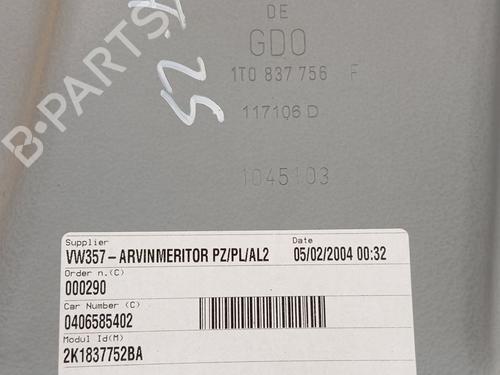 DE
GDO
1T0 837 756 F
117106 D
1045103
Supplier
VW357-ARVINMERITOR PZ/PL/AL2
Date
05/02/2004 00:32
Order n.(C)
000290
Car Number (C)
0406585402
Modul Id(M)
2K1837752BA
B-PARTS